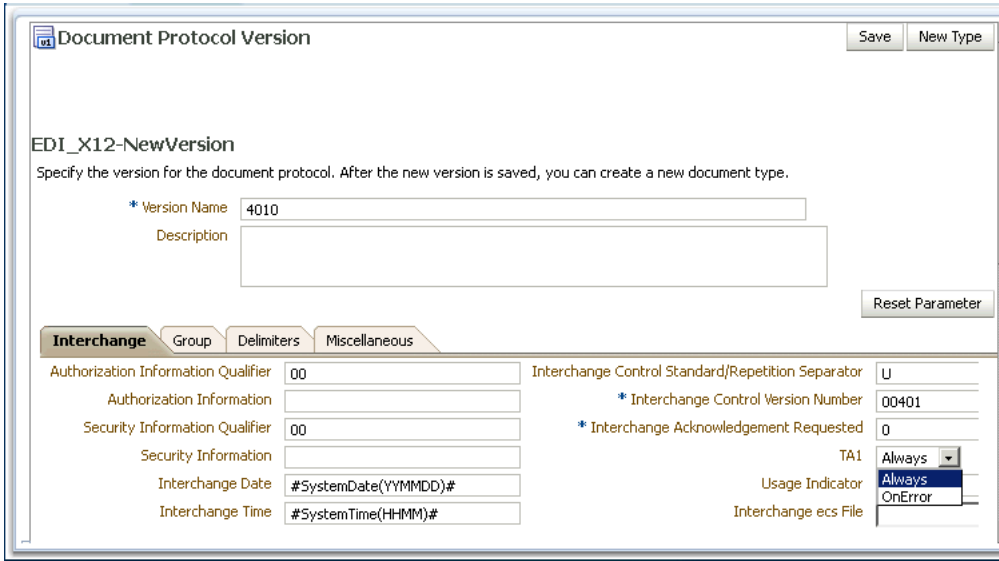 Document Protocol Version
Save
New Type
EDI_X12-NewVersion
Specify the version for the document protocol. After the new version is saved, you can create a new document type.
* Version Name 4010
Description
Reset Parameter
Interchange Group Delimiters Miscellaneous
Authorization Information Qualifier 00
Interchange Control Standard/Repetition Separator U
Authorization Information
* Interchange Control Version Number 00401
Security Information Qualifier 00
* Interchange Acknowledgement Requested 0
Security Information
TA1 Always
Always
OnError
Interchange Date #SystemDate(YYMMDD)#
Usage Indicator
Interchange Time #SystemTime(HHMM)#
Interchange ecs File